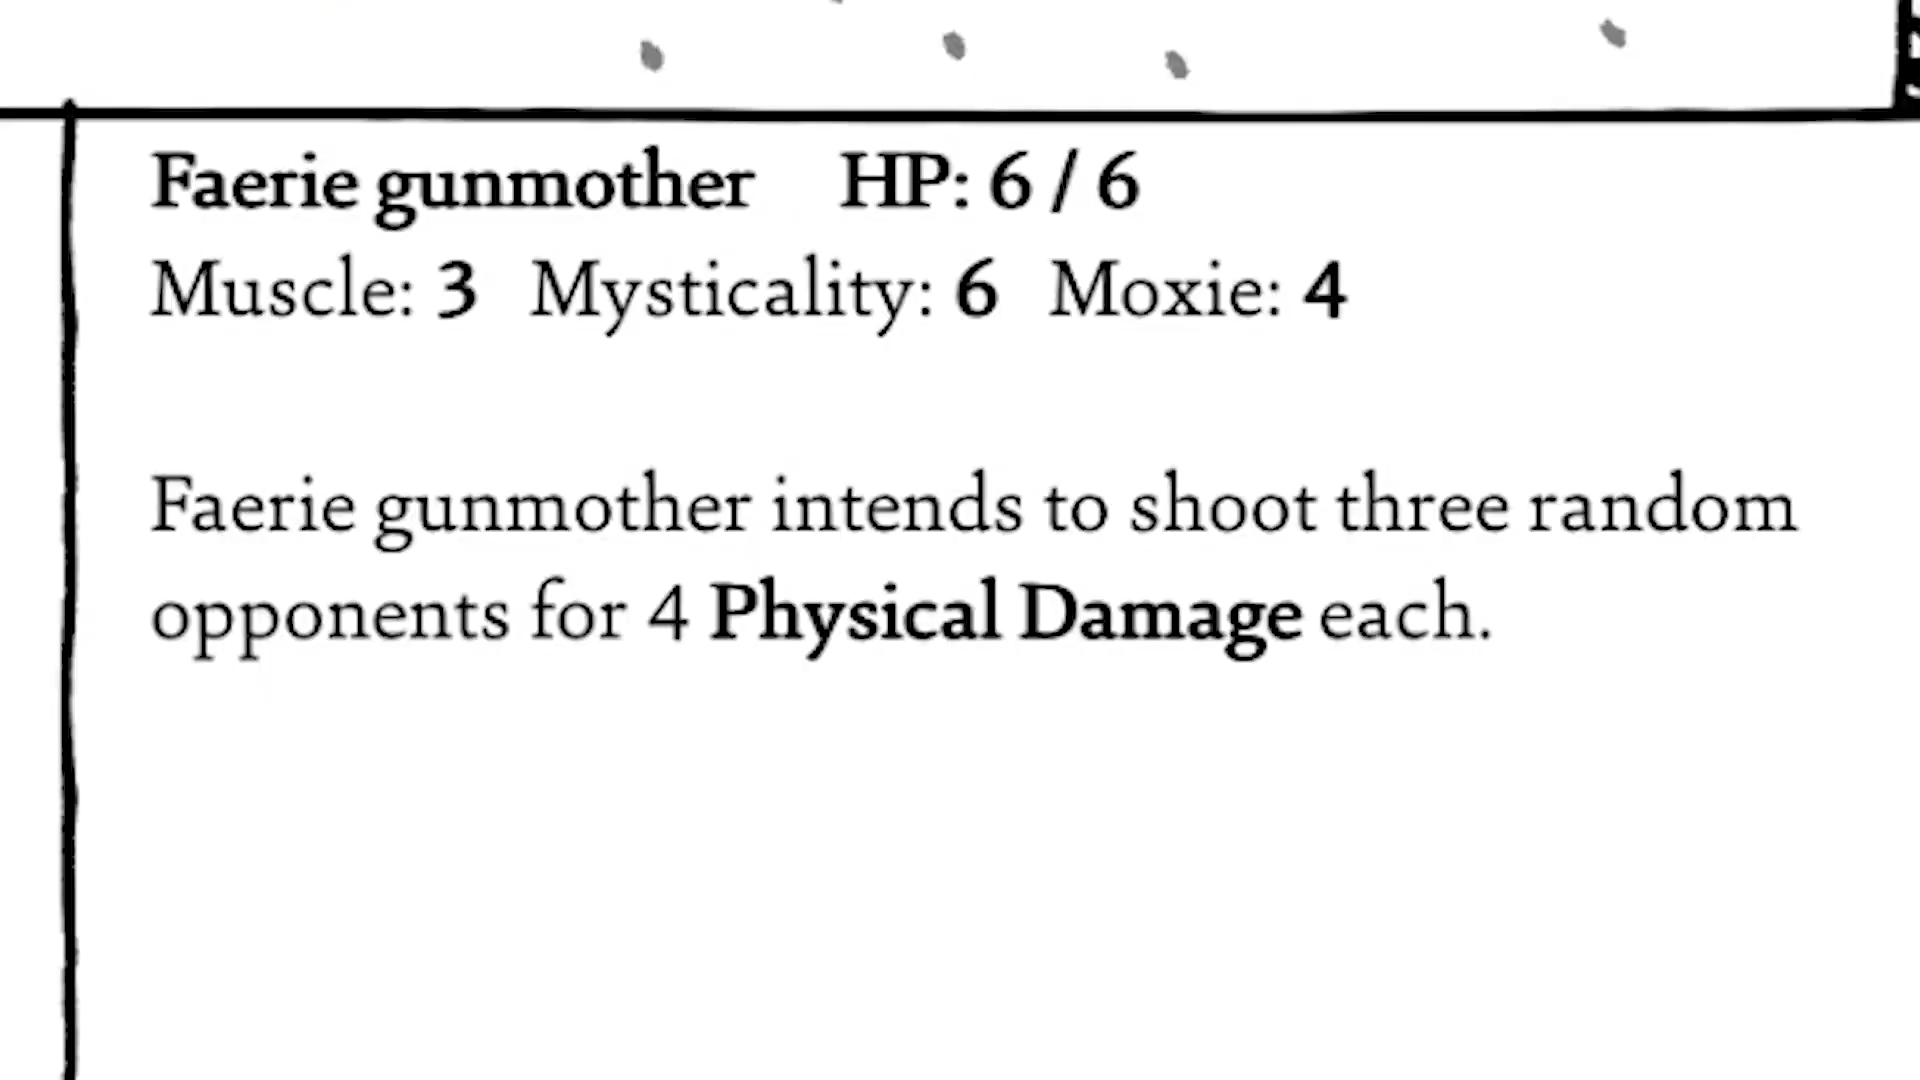 Faerie gunmother HP: 6 / 6
Muscle: 3 Mysticality: 6 Moxie: 4
Faerie gunmother intends to shoot three random
opponents for 4 Physical Damage each.